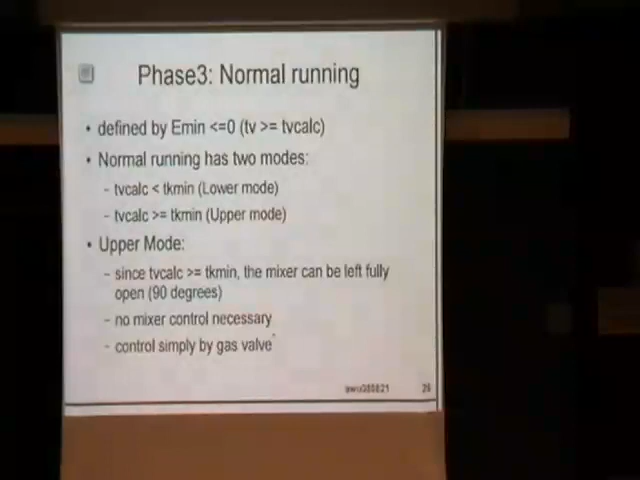 Phase3: Normal running
• defined by Emin <=0 (tv >= tvcalc)
• Normal running has two modes:
- tvcalc < tkmin (Lower mode)
- tvcalc >= tkmin (Upper mode)
• Upper Mode:
- since tvcalc >= tkmin, the mixer can be left fully
open (90 degrees)
- no mixer control necessary
- control simply by gas valve
26